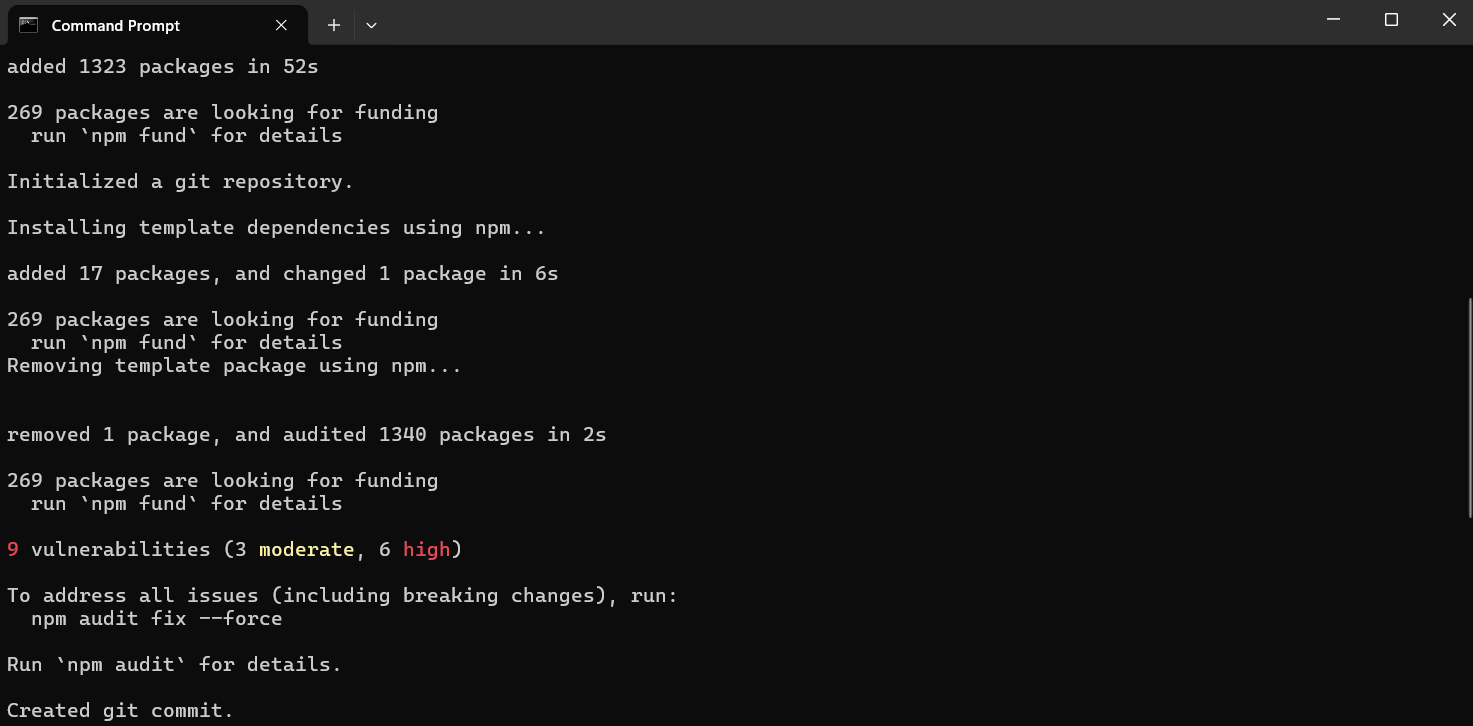 Command Prompt
added 1323 packages in 52s
269 packages are looking for funding
run `npm fund` for details
Initialized a git repository.
Installing template dependencies using npm...
added 17 packages, and changed 1 package in 6s
269 packages are looking for funding
run `npm fund` for details
Removing template package using npm...
removed 1 package, and audited 1340 packages in 2s
269 packages are looking for funding
run `npm fund` for details
9 vulnerabilities (3 moderate, 6 high)
To address all issues (including breaking changes), run:
npm audit fix --force
Run `npm audit` for details.
Created git commit.